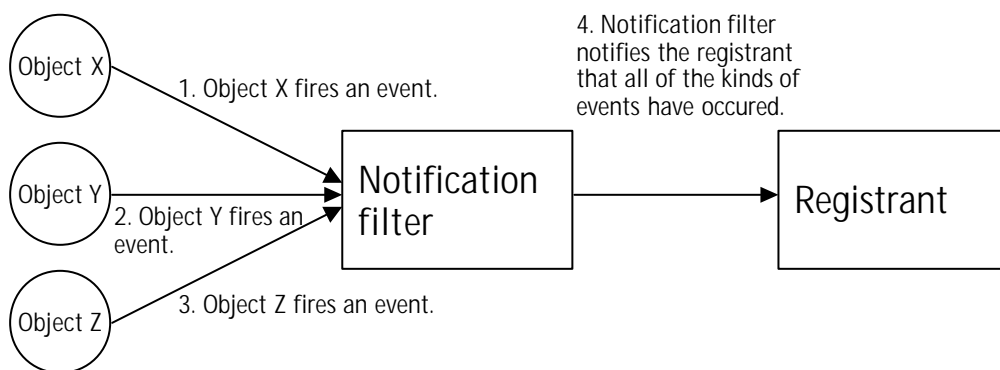 Object X
1. Object X fires an event.
4. Notification filter
notifies the registrant
that all of the kinds of
events have occured.
Object Y
2. Object Y fires an
event.
Notification
filter
Registrant
Object Z
3. Object Z fires an event.